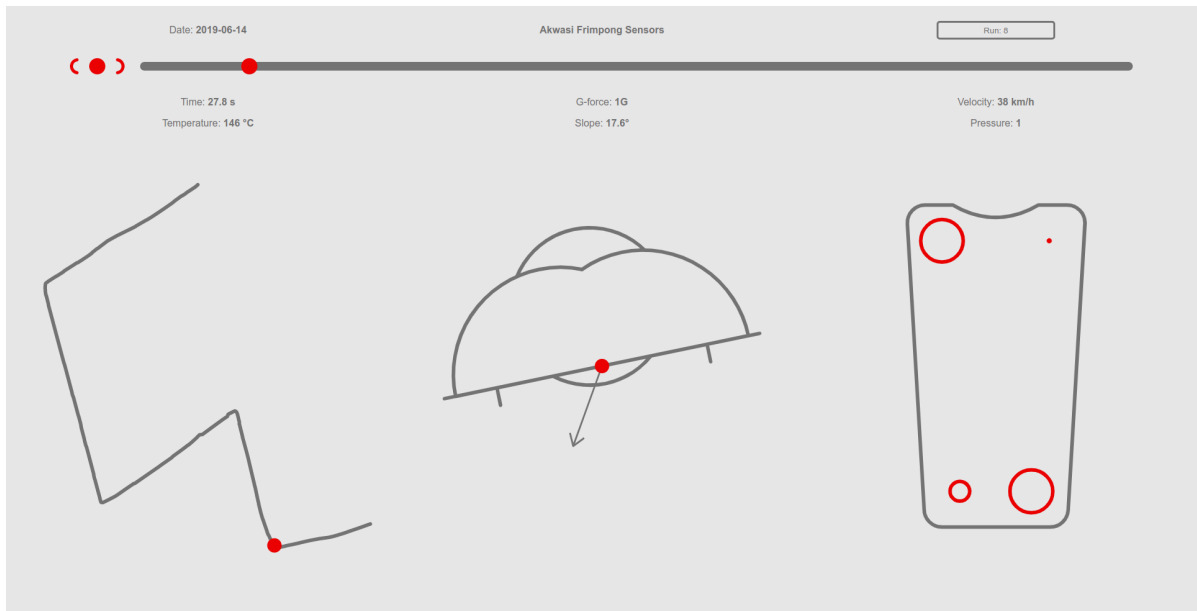 Date: 2019-06-14
Akwasi Frimpong Sensors
Run: 8
Time: 27.8 s
G-force: 1G
Velocity: 38 km/h
Temperature: 146 °C
Slope: 17.6°
Pressure: 1